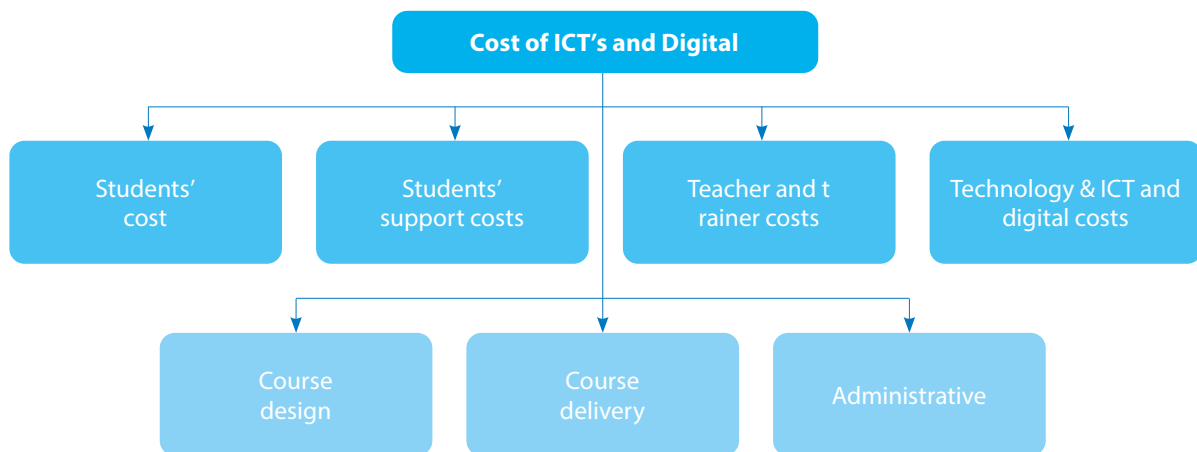 Cost of ICT’s and Digital
Students’
cost
Students’
support costs
Teacher and t
rainer costs
Technology & ICT and
digital costs
Course
design
Course
delivery
Administrative